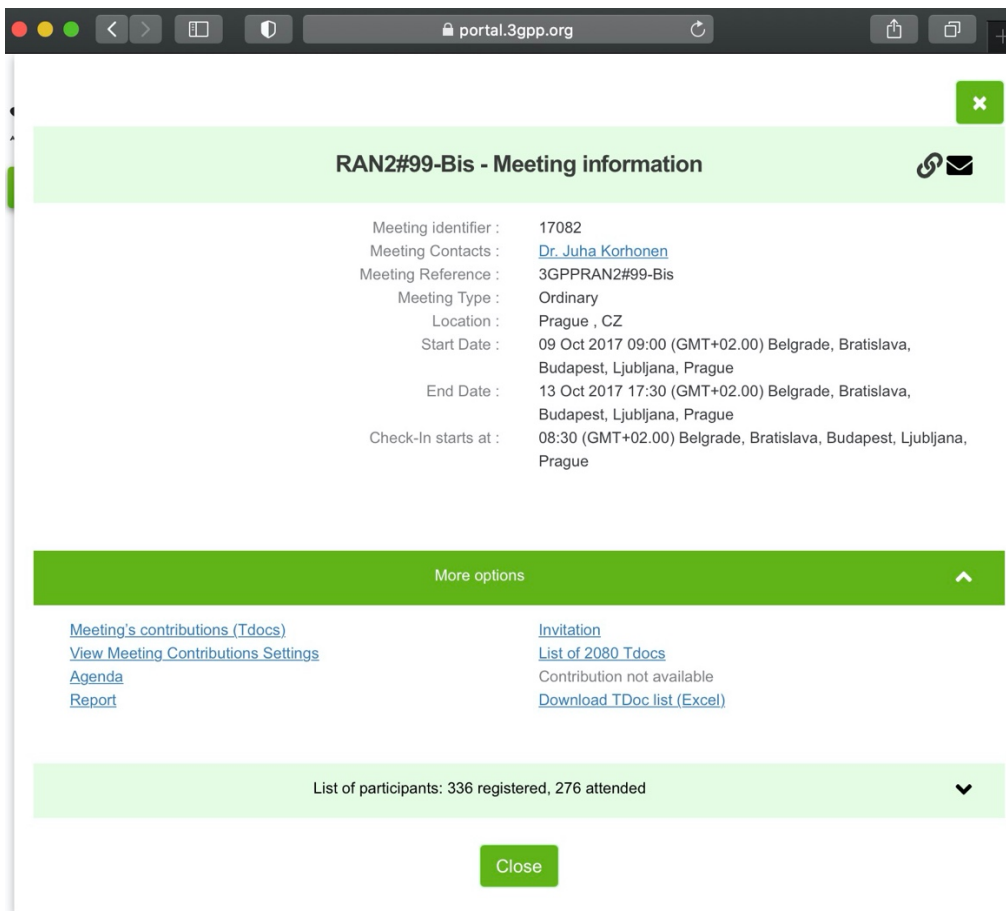 portal.3gpp.org
RAN2#99-Bis - Meeting information
Meeting identifier : 17082
Meeting Contacts : Dr. Juha Korhonen
Meeting Reference : 3GPPRAN2#99-Bis
Meeting Type : Ordinary
Location : Prague , CZ
Start Date : 09 Oct 2017 09:00 (GMT+02.00) Belgrade, Bratislava,
Budapest, Ljubljana, Prague
End Date : 13 Oct 2017 17:30 (GMT+02.00) Belgrade, Bratislava,
Budapest, Ljubljana, Prague
Check-In starts at : 08:30 (GMT+02.00) Belgrade, Bratislava, Budapest, Ljubljana,
Prague
More options
Meeting's contributions (Tdocs)
View Meeting Contributions Settings
Agenda
Report
Invitation
List of 2080 Tdocs
Contribution not available
Download TDoc list (Excel)
List of participants: 336 registered, 276 attended
Close